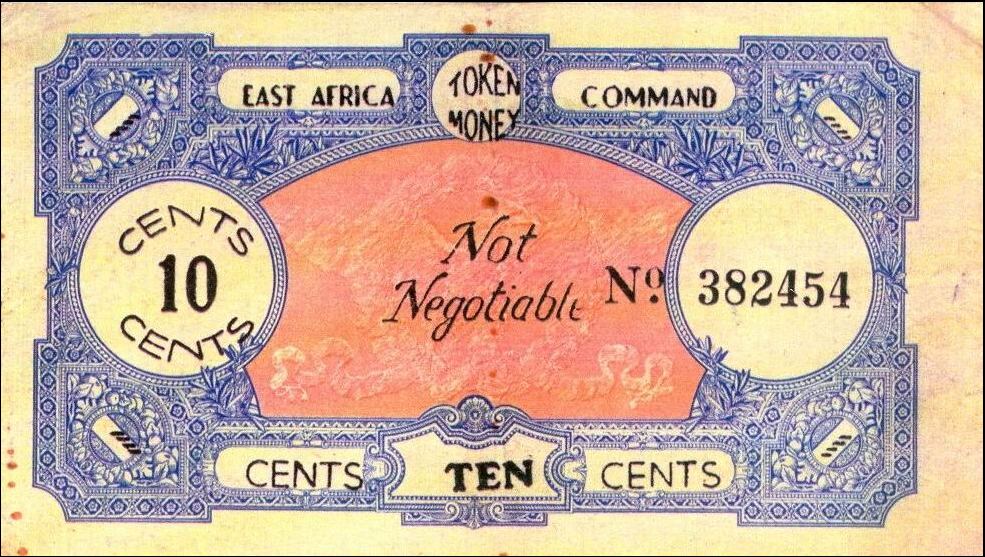 EAST AFRICA
TOKEN
MONEY
COMMAND
CENTS
10
CENTS
Not
Negotiable
Nº 382454
CENTS TEN CENTS